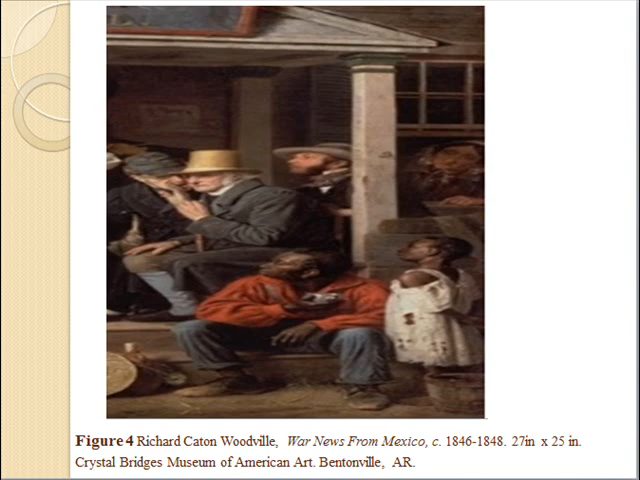 Figure 4 Richard Caton Woodville, War News From Mexico, c. 1846-1848. 27in x 25 in.
Crystal Bridges Museum of American Art. Bentonville, AR.